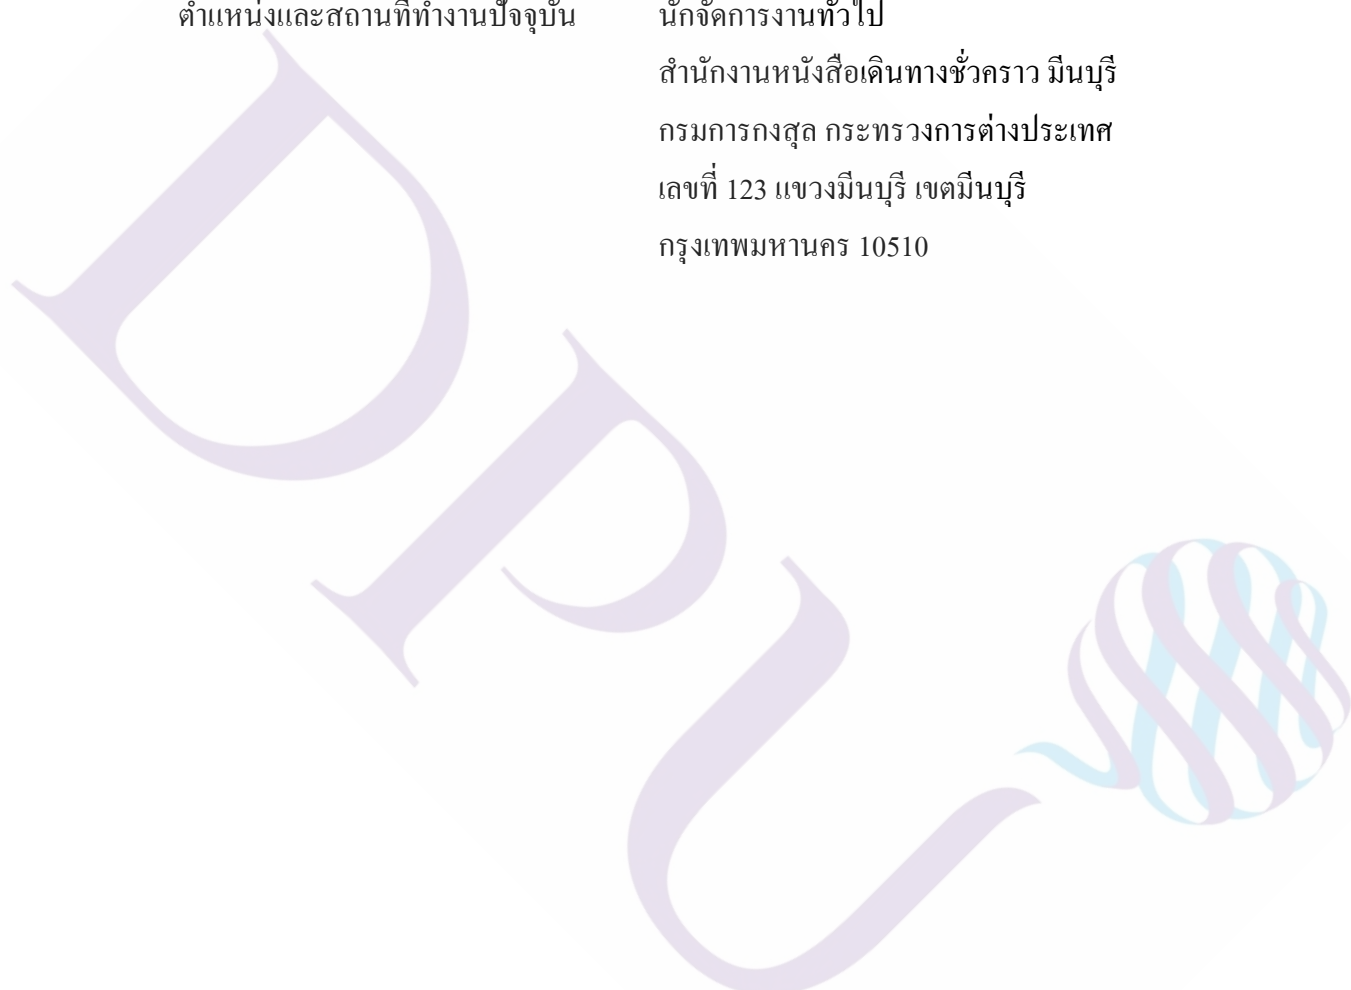 ตำแหน่งและสถานที่ทำงานปัจจุบัน นักจัดการงานทั่วไป
สำนักงานหนังสือเดินทางชั่วคราว มีนบุรี
กรมการกงสุล กระทรวงการต่างประเทศ
เลขที่ 123 แขวงมีนบุรี เขตมีนบุรี
กรุงเทพมหานคร 10510
DPU